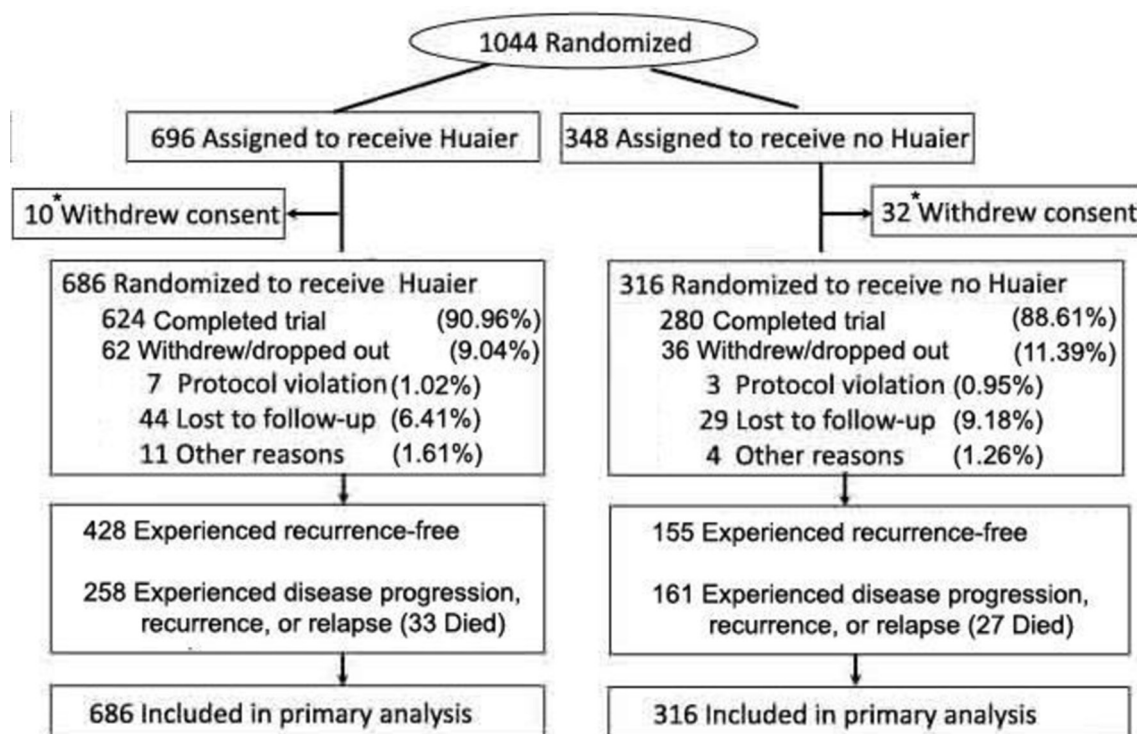 1044 Randomized
696 Assigned to receive Huaier
348 Assigned to receive no Huaier
10*Withdrew consent
32*Withdrew consent
686 Randomized to receive Huaier
624 Completed trial (90.96%)
62 Withdrew/dropped out (9.04%)
7 Protocol violation (1.02%)
44 Lost to follow-up (6.41%)
11 Other reasons (1.61%)
316 Randomized to receive no Huaier
280 Completed trial (88.61%)
36 Withdrew/dropped out (11.39%)
3 Protocol violation (0.95%)
29 Lost to follow-up (9.18%)
4 Other reasons (1.26%)
428 Experienced recurrence-free
258 Experienced disease progression,
recurrence, or relapse (33 Died)
155 Experienced recurrence-free
161 Experienced disease progression,
recurrence, or relapse (27 Died)
686 Included in primary analysis
316 Included in primary analysis